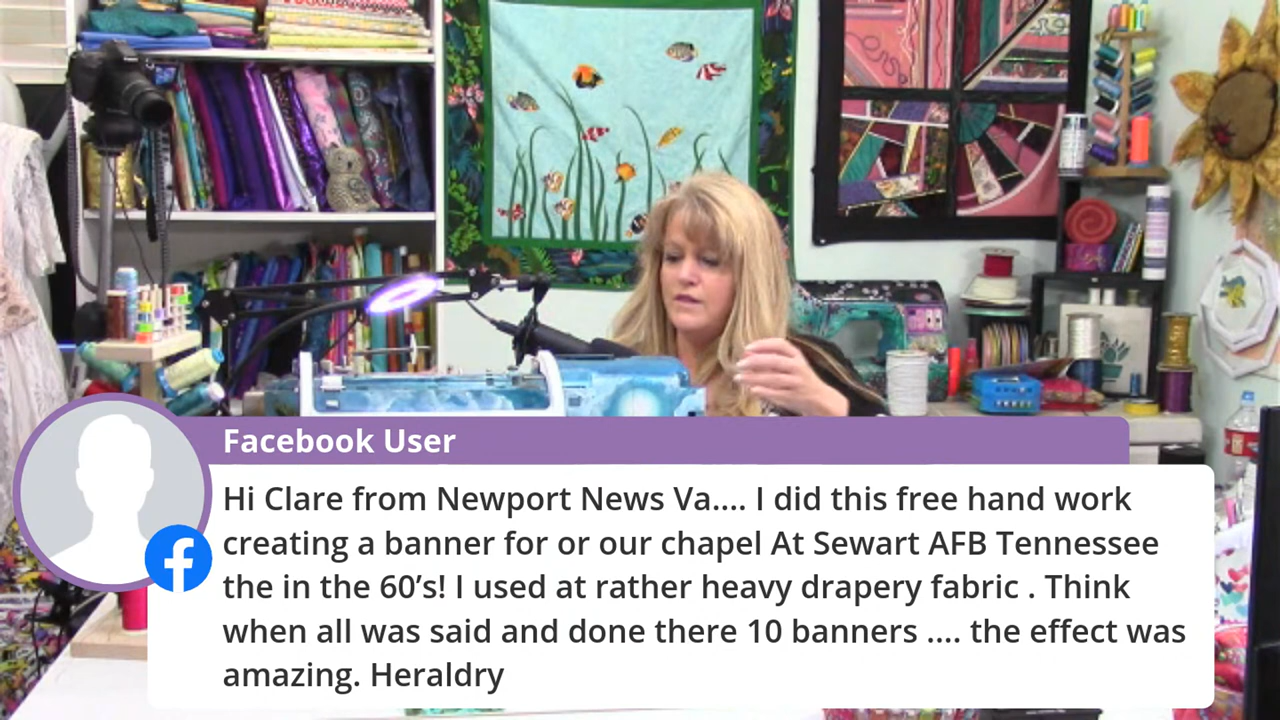 Facebook User
Hi Clare from Newport News Va.... I did this free hand work
creating a banner for or our chapel At Sewart AFB Tennessee
the in the 60’s! I used at rather heavy drapery fabric . Think
when all was said and done there 10 banners .... the effect was
amazing. Heraldry